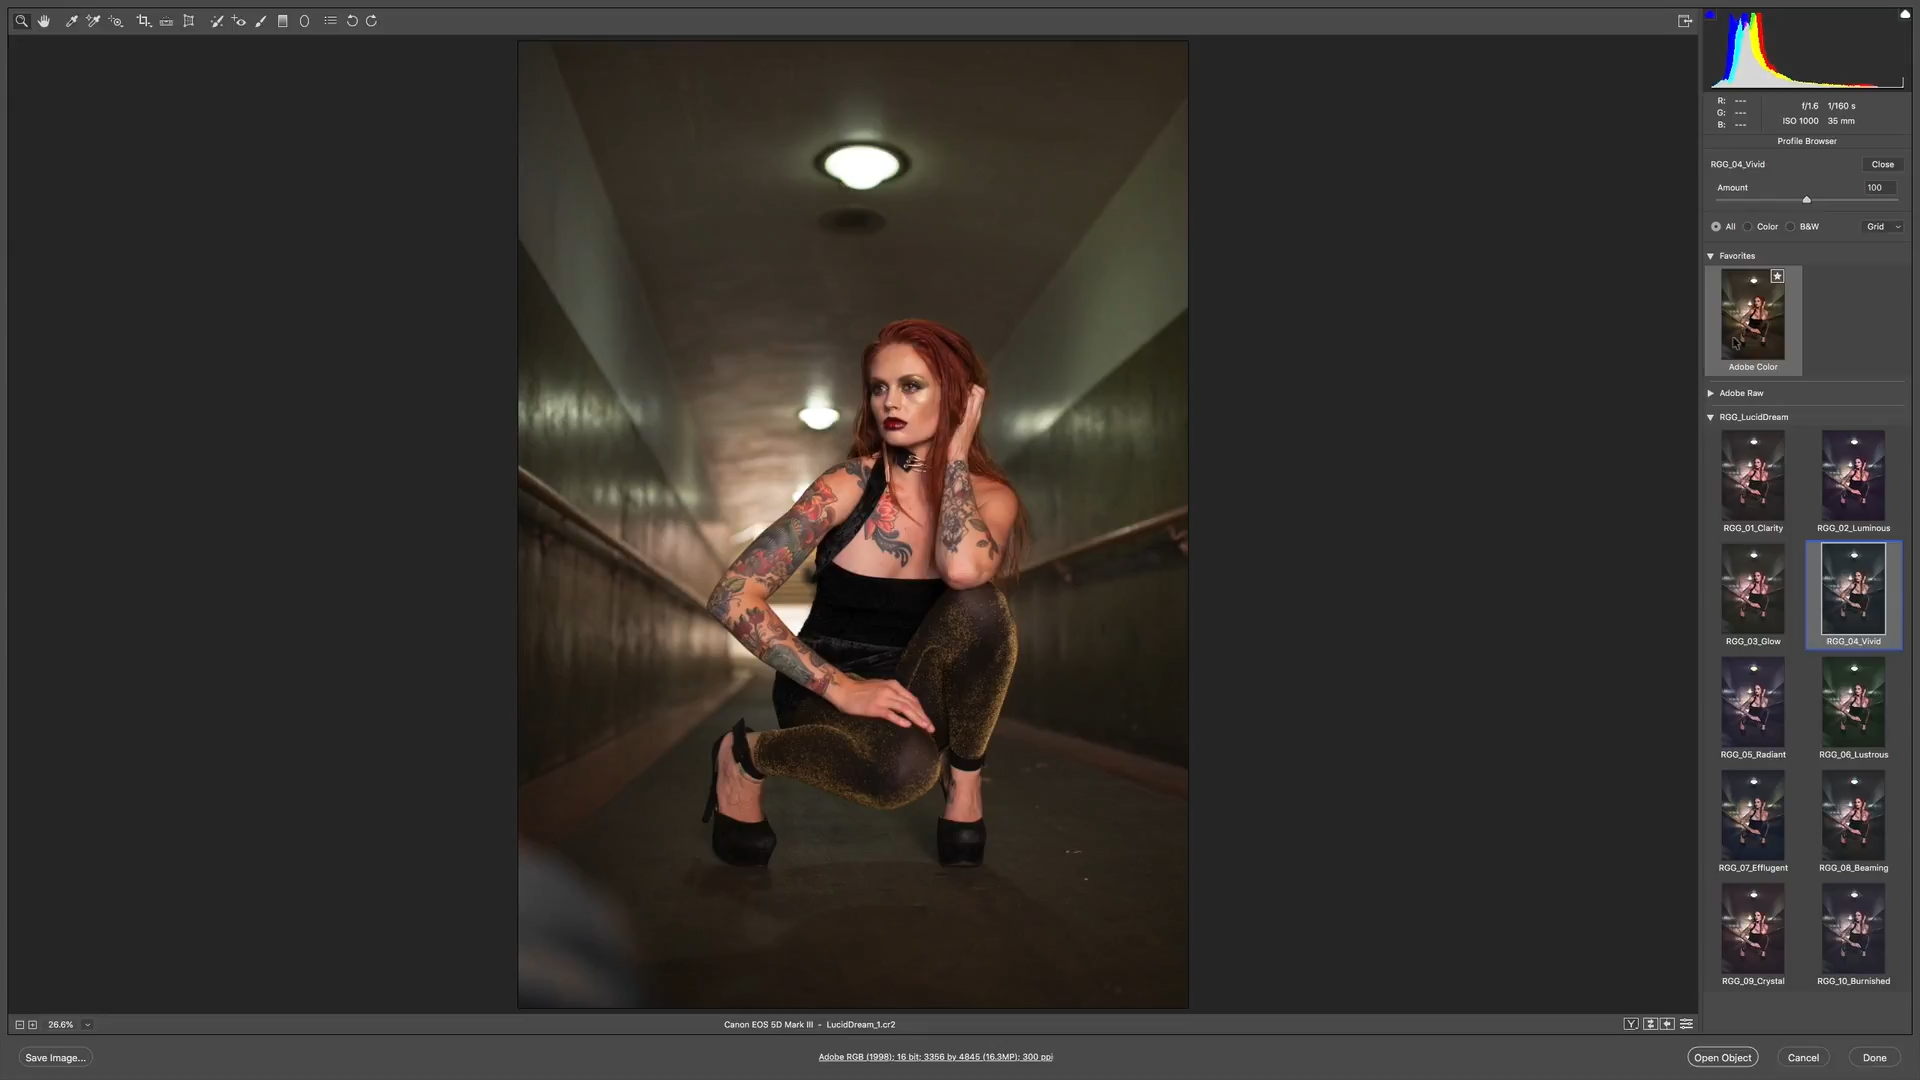 R: ---
G: ---
B: ---
f/1.6 1/160 s
ISO 1000 35 mm
Profile Browser
RGG_04_Vivid
Close
Amount
100
All
Color
B&W
Grid
Favorites
Adobe Color
Adobe Raw
RGG_LucidDream
RGG_01_Clarity
RGG_02_Luminous
RGG_03_Glow
RGG_04_Vivid
RGG_05_Radiant
RGG_06_Lustrous
RGG_07_Efflugent
RGG_08_Beaming
RGG_09_Crystal
RGG_10_Burnished
26.6%
Canon EOS 5D Mark III - LucidDream_1.cr2
Y
Save Image...
Adobe RGB (1998); 16 bit; 3356 by 4845 (16.3MP); 300 ppi
Open Object
Cancel
Done